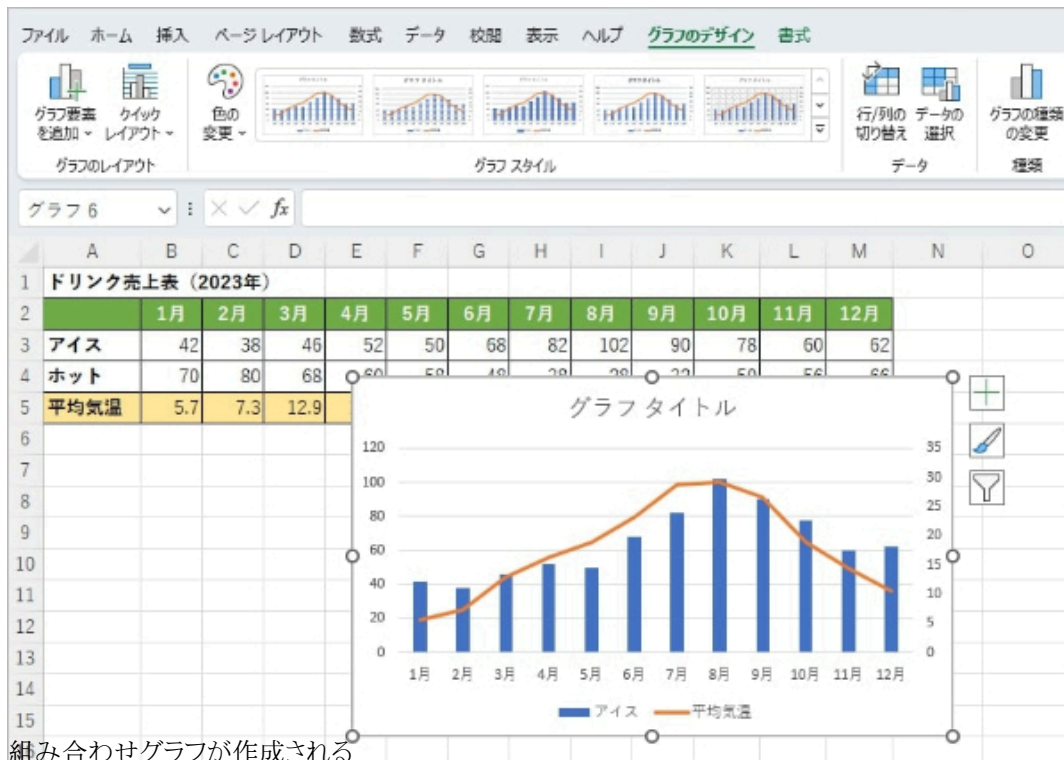 ファイル ホーム 挿入 ページ レイアウト 数式 データ 校閲 表示 ヘルプ グラフのデザイン 書式
グラフ要素を追加 クイックレイアウト 色の変更 行/列の切り替え データの選択 グラフの種類の変更
グラフのレイアウト グラフ スタイル データ 種類
グラフ 6 fx
A B C D E F G H I J K L M N O
1 ドリンク売上表（2023年）
2 1月 2月 3月 4月 5月 6月 7月 8月 9月 10月 11月 12月
3 アイス 42 38 46 52 50 68 82 102 90 78 60 62
4 ホット 70 80 68
5 平均気温 5.7 7.3 12.9
6
7
8
9
10
11
12
13
14
15
グラフ タイトル
120 35
100 30
80 25
60 20
40 15
20 10
0 5
0
1月 2月 3月 4月 5月 6月 7月 8月 9月 10月 11月 12月
アイス 平均気温
組み合わせグラフが作成される